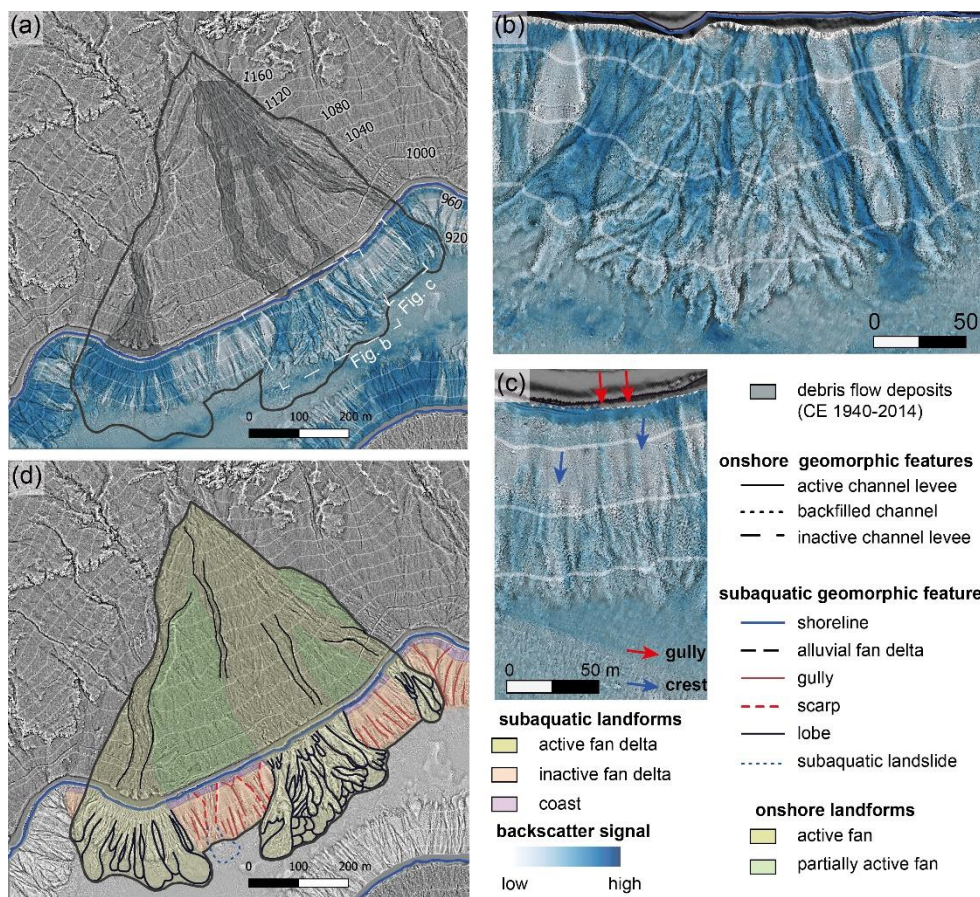 (a)
1160
1120
1080
1040
1000
960
920
Fig. c
Fig. b
0 100 200 m
(b)
0 50
(c)
gully
crest
0 50 m
debris flow deposits
(CE 1940-2014)
onshore geomorphic features
active channel levee
backfilled channel
inactive channel levee
subaquatic geomorphic feature
shoreline
alluvial fan delta
gully
scarp
lobe
subaquatic landslide
onshore landforms
active fan
partially active fan
(d)
0 100 200 m
subaquatic landforms
active fan delta
inactive fan delta
coast
backscatter signal
low high